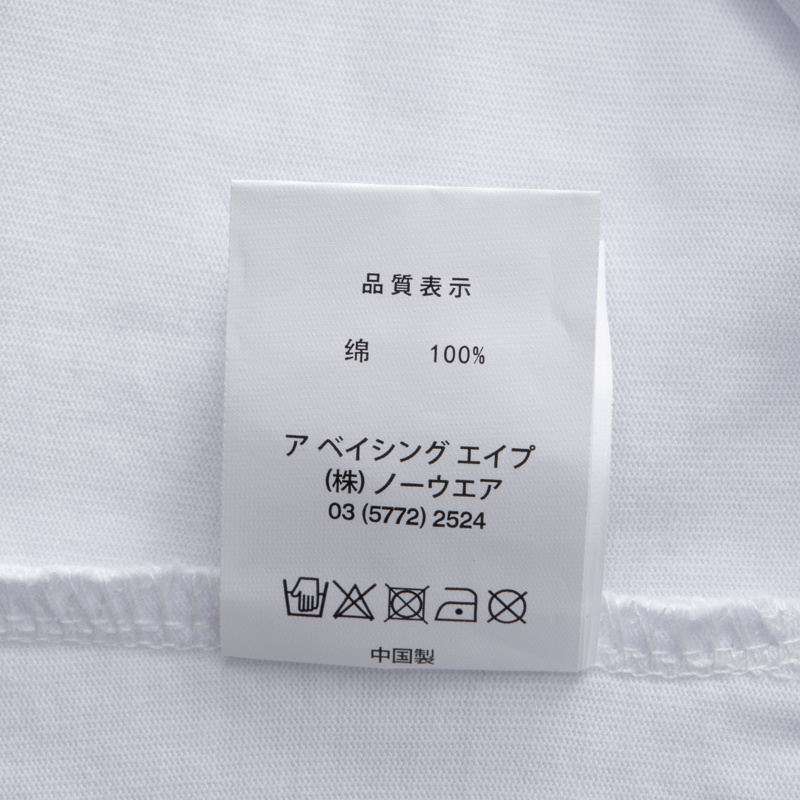 品質表示
绵 100%
ア ベイシング エイプ
(株) ノーウエア
03 (5772) 2524
中国製